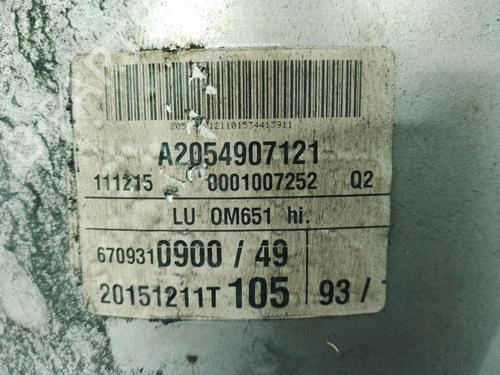 A2054907121
111215 0001007252 Q2
LU OM651 hi.
6709310900 / 49
20151211T 105 93 /